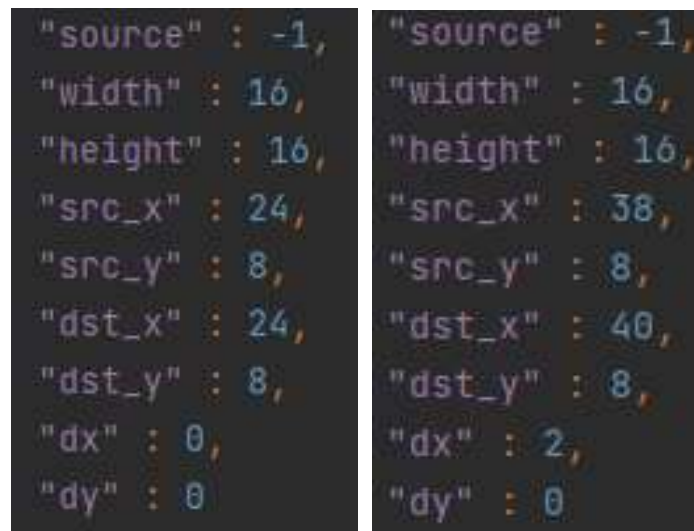 "source" : -1,
"width" : 16,
"height" : 16,
"src_x" : 24,
"src_y" : 8,
"dst_x" : 24,
"dst_y" : 8,
"dx" : 0,
"dy" : 0
"source" : -1,
"width" : 16,
"height" : 16,
"src_x" : 38,
"src_y" : 8,
"dst_x" : 40,
"dst_y" : 8,
"dx" : 2,
"dy" : 0